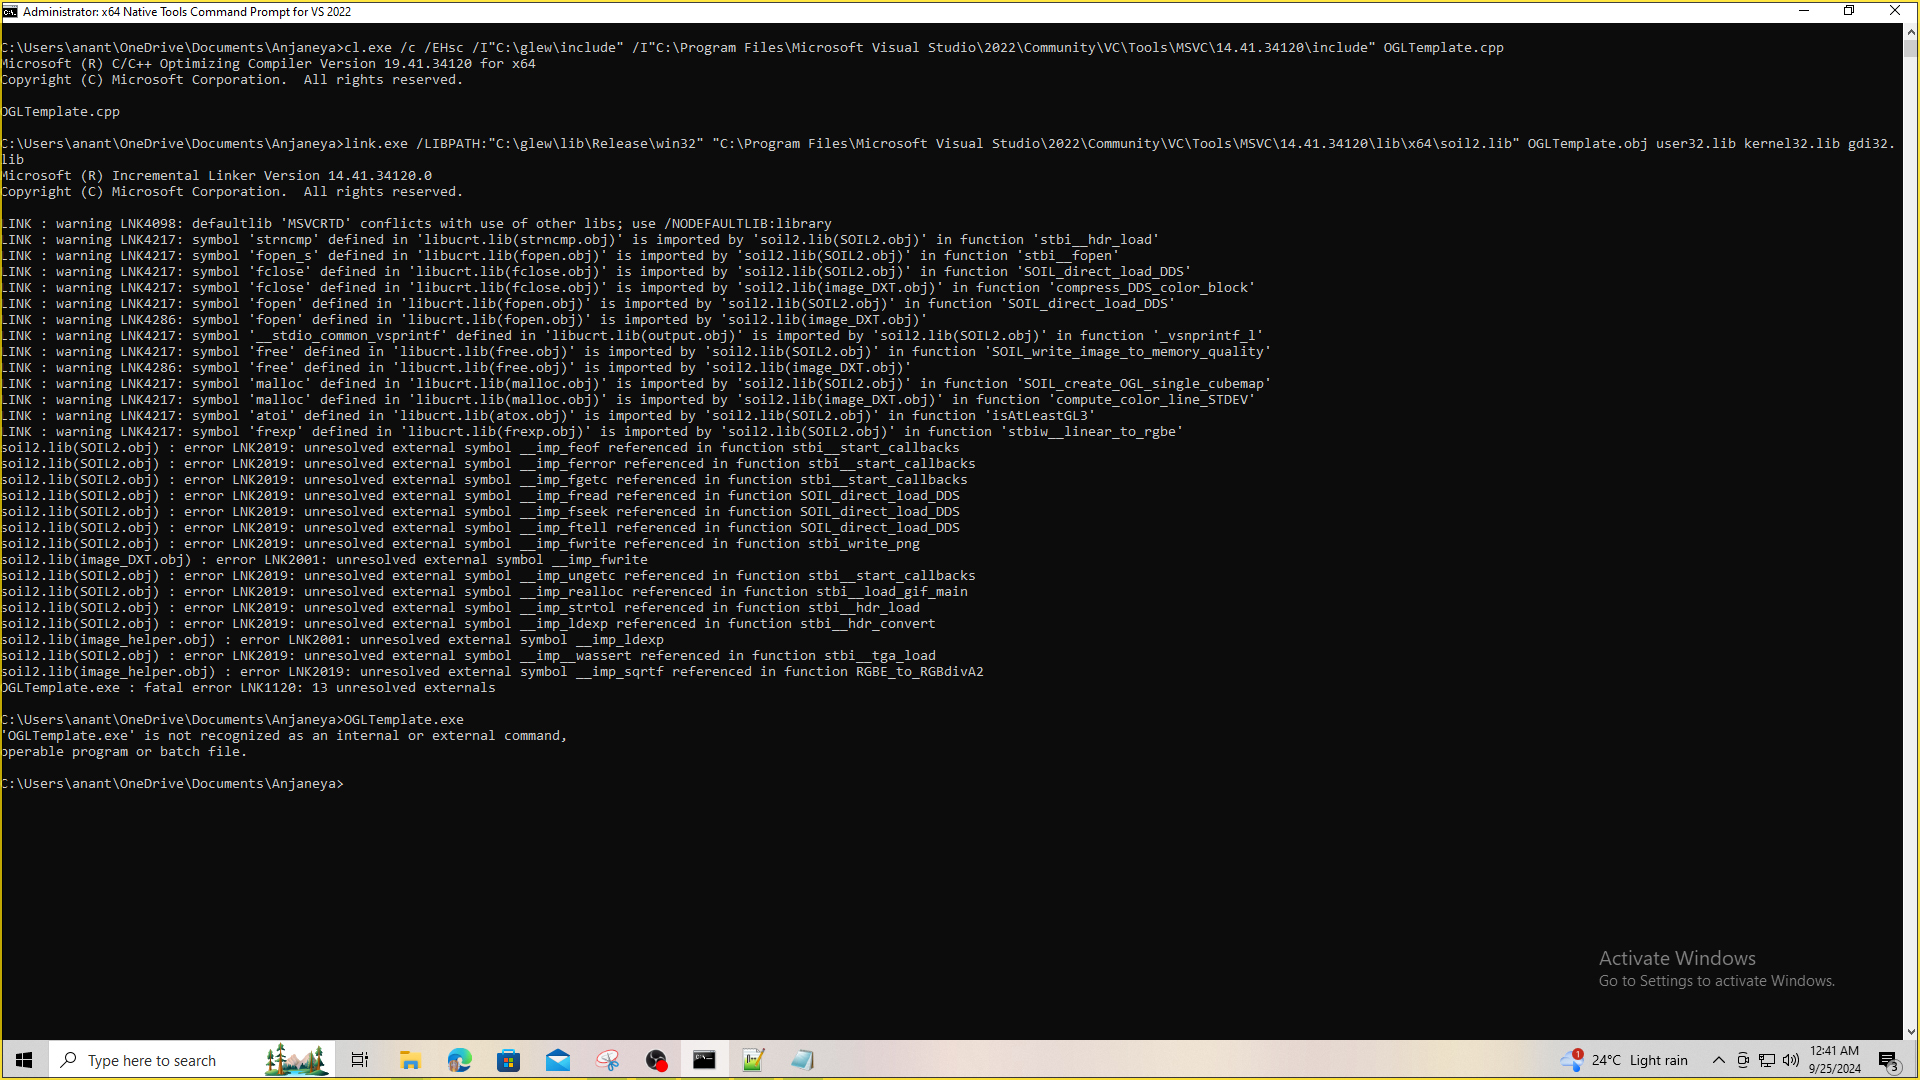 Administrator: x64 Native Tools Command Prompt for VS 2022
C:\Users\anant\OneDrive\Documents\Anjaneya>cl.exe /c /EHsc /I"C:\glew\include" /I"C:\Program Files\Microsoft Visual Studio\2022\Community\VC\Tools\MSVC\14.41.34120\include" OGLTemplate.cpp
Microsoft (R) C/C++ Optimizing Compiler Version 19.41.34120 for x64
Copyright (C) Microsoft Corporation.  All rights reserved.
OGLTemplate.cpp
C:\Users\anant\OneDrive\Documents\Anjaneya>link.exe /LIBPATH:"C:\glew\lib\Release\win32" "C:\Program Files\Microsoft Visual Studio\2022\Community\VC\Tools\MSVC\14.41.34120\lib\x64\soil2.lib" OGLTemplate.obj user32.lib kernel32.lib gdi32.
lib
Microsoft (R) Incremental Linker Version 14.41.34120.0
Copyright (C) Microsoft Corporation.  All rights reserved.
LINK : warning LNK4098: defaultlib 'MSVCRTD' conflicts with use of other libs; use /NODEFAULTLIB:library
LINK : warning LNK4217: symbol 'strncmp' defined in 'libucrt.lib(strncmp.obj)' is imported by 'soil2.lib(SOIL2.obj)' in function 'stbi__hdr_load'
LINK : warning LNK4217: symbol 'fopen_s' defined in 'libucrt.lib(fopen.obj)' is imported by 'soil2.lib(SOIL2.obj)' in function 'stbi__fopen'
LINK : warning LNK4217: symbol 'fclose' defined in 'libucrt.lib(fclose.obj)' is imported by 'soil2.lib(SOIL2.obj)' in function 'SOIL_direct_load_DDS'
LINK : warning LNK4217: symbol 'fclose' defined in 'libucrt.lib(fclose.obj)' is imported by 'soil2.lib(image_DXT.obj)' in function 'compress_DDS_color_block'
LINK : warning LNK4217: symbol 'fopen' defined in 'libucrt.lib(fopen.obj)' is imported by 'soil2.lib(SOIL2.obj)' in function 'SOIL_direct_load_DDS'
LINK : warning LNK4286: symbol 'fopen' defined in 'libucrt.lib(fopen.obj)' is imported by 'soil2.lib(image_DXT.obj)'
LINK : warning LNK4217: symbol '__stdio_common_vsprintf' defined in 'libucrt.lib(output.obj)' is imported by 'soil2.lib(SOIL2.obj)' in function '_vsnprintf_l'
LINK : warning LNK4217: symbol 'free' defined in 'libucrt.lib(free.obj)' is imported by 'soil2.lib(SOIL2.obj)' in function 'SOIL_write_image_to_memory_quality'
LINK : warning LNK4286: symbol 'free' defined in 'libucrt.lib(free.obj)' is imported by 'soil2.lib(image_DXT.obj)'
LINK : warning LNK4217: symbol 'malloc' defined in 'libucrt.lib(malloc.obj)' is imported by 'soil2.lib(SOIL2.obj)' in function 'SOIL_create_OGL_single_cubemap'
LINK : warning LNK4217: symbol 'malloc' defined in 'libucrt.lib(malloc.obj)' is imported by 'soil2.lib(image_DXT.obj)' in function 'compute_color_line_STDEV'
LINK : warning LNK4217: symbol 'atoi' defined in 'libucrt.lib(atox.obj)' is imported by 'soil2.lib(SOIL2.obj)' in function 'isAtLeastGL3'
LINK : warning LNK4217: symbol 'frexp' defined in 'libucrt.lib(frexp.obj)' is imported by 'soil2.lib(SOIL2.obj)' in function 'stbiw__linear_to_rgbe'
soil2.lib(SOIL2.obj) : error LNK2019: unresolved external symbol __imp_feof referenced in function stbi__start_callbacks
soil2.lib(SOIL2.obj) : error LNK2019: unresolved external symbol __imp_ferror referenced in function stbi__start_callbacks
soil2.lib(SOIL2.obj) : error LNK2019: unresolved external symbol __imp_fgetc referenced in function stbi__start_callbacks
soil2.lib(SOIL2.obj) : error LNK2019: unresolved external symbol __imp_fread referenced in function SOIL_direct_load_DDS
soil2.lib(SOIL2.obj) : error LNK2019: unresolved external symbol __imp_fseek referenced in function SOIL_direct_load_DDS
soil2.lib(SOIL2.obj) : error LNK2019: unresolved external symbol __imp_ftell referenced in function SOIL_direct_load_DDS
soil2.lib(SOIL2.obj) : error LNK2019: unresolved external symbol __imp_fwrite referenced in function stbi_write_png
soil2.lib(image_DXT.obj) : error LNK2001: unresolved external symbol __imp_fwrite
soil2.lib(SOIL2.obj) : error LNK2019: unresolved external symbol __imp_ungetc referenced in function stbi__start_callbacks
soil2.lib(SOIL2.obj) : error LNK2019: unresolved external symbol __imp_realloc referenced in function stbi__load_gif_main
soil2.lib(SOIL2.obj) : error LNK2019: unresolved external symbol __imp_strtol referenced in function stbi__hdr_load
soil2.lib(SOIL2.obj) : error LNK2019: unresolved external symbol __imp_ldexp referenced in function stbi__hdr_convert
soil2.lib(image_helper.obj) : error LNK2001: unresolved external symbol __imp_ldexp
soil2.lib(SOIL2.obj) : error LNK2019: unresolved external symbol __imp__wassert referenced in function stbi__tga_load
soil2.lib(image_helper.obj) : error LNK2019: unresolved external symbol __imp_sqrtf referenced in function RGBE_to_RGBdivA2
OGLTemplate.exe : fatal error LNK1120: 13 unresolved externals
C:\Users\anant\OneDrive\Documents\Anjaneya>OGLTemplate.exe
'OGLTemplate.exe' is not recognized as an internal or external command,
operable program or batch file.
C:\Users\anant\OneDrive\Documents\Anjaneya>
Activate Windows
Go to Settings to activate Windows.
Type here to search
1
24°C Light rain
12:41 AM
9/25/2024
3